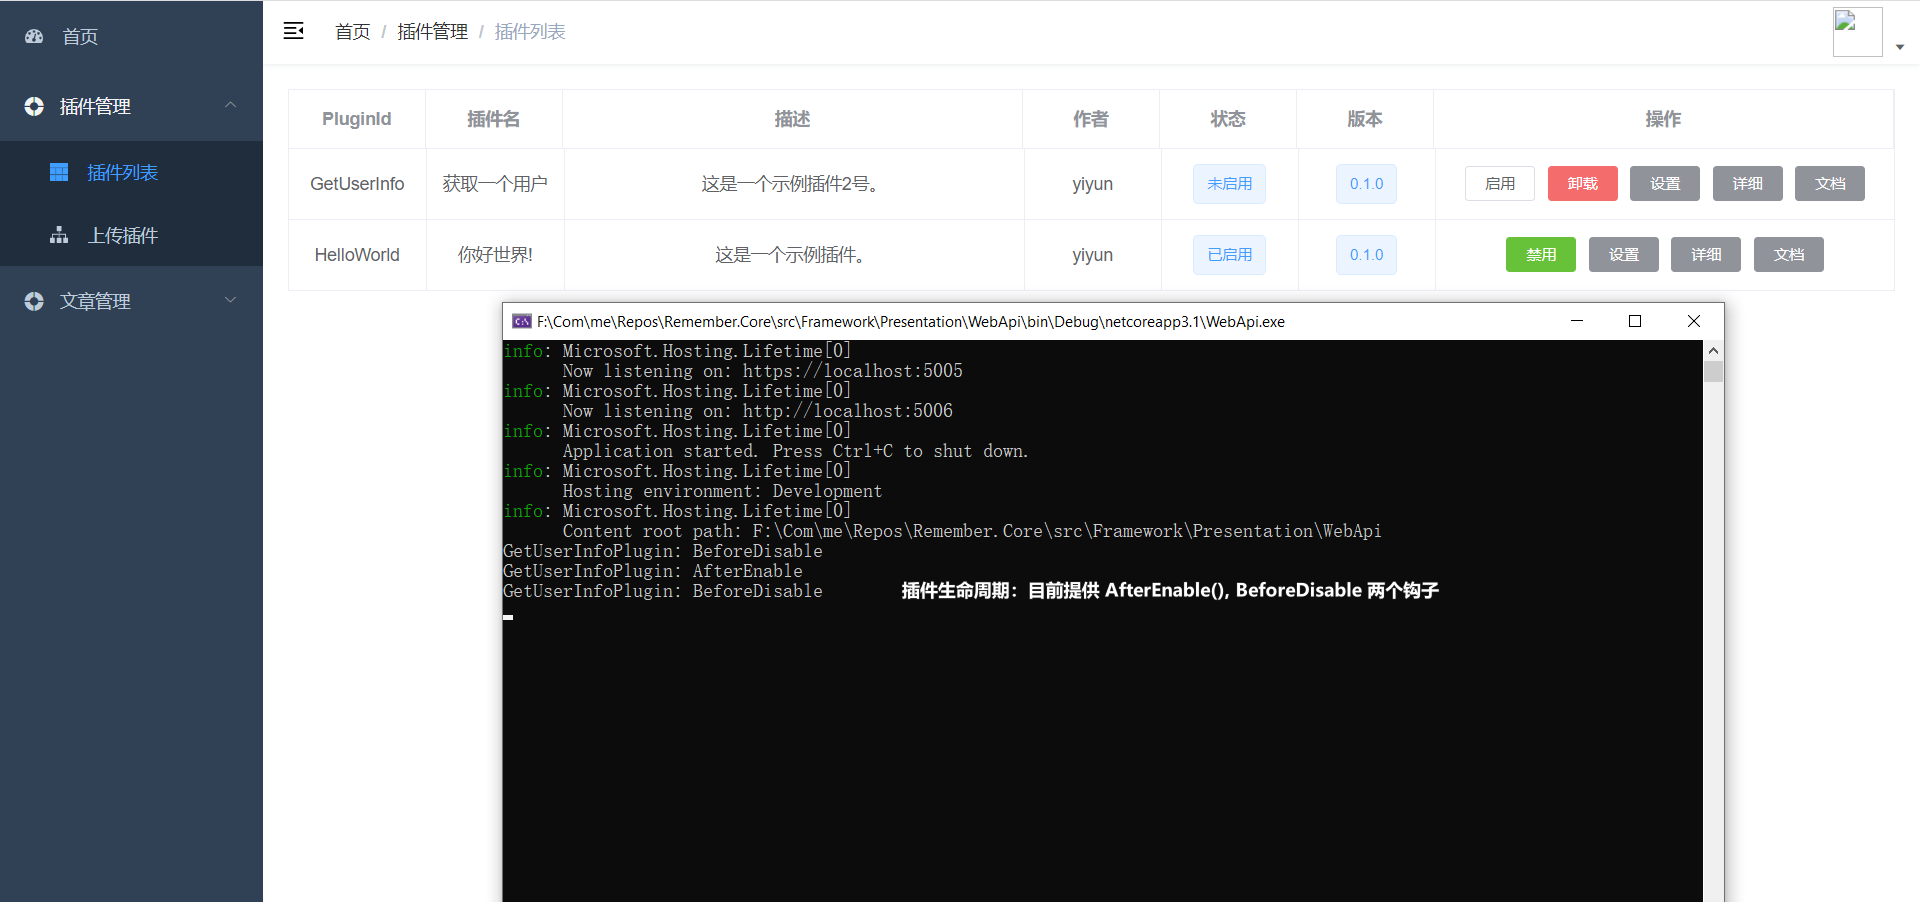 首页
插件管理
插件列表
上传插件
文章管理
首页 / 插件管理 / 插件列表
PluginId 插件名 描述 作者 状态 版本 操作
GetUserInfo 获取一个用户 这是一个示例插件2号。 yiyun 未启用 0.1.0 启用 卸载 设置 详细 文档
HelloWorld 你好世界! 这是一个示例插件。 yiyun 已启用 0.1.0 禁用 设置 详细 文档
F:\Com\me\Repos\Remember.Core\src\Framework\Presentation\WebApi\bin\Debug\netcoreapp3.1\WebApi.exe
info: Microsoft.Hosting.Lifetime[0]
Now listening on: https://localhost:5005
info: Microsoft.Hosting.Lifetime[0]
Now listening on: http://localhost:5006
info: Microsoft.Hosting.Lifetime[0]
Application started. Press Ctrl+C to shut down.
info: Microsoft.Hosting.Lifetime[0]
Hosting environment: Development
info: Microsoft.Hosting.Lifetime[0]
Content root path: F:\Com\me\Repos\Remember.Core\src\Framework\Presentation\WebApi
GetUserInfoPlugin: BeforeDisable
GetUserInfoPlugin: AfterEnable
GetUserInfoPlugin: BeforeDisable 插件生命周期：目前提供 AfterEnable(), BeforeDisable 两个钩子